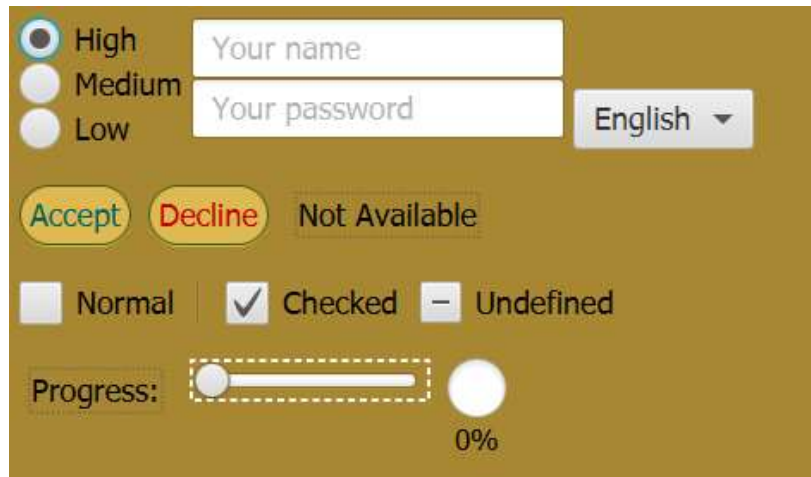 High
Your name
Medium
Your password
Low
English
Accept
Decline
Not Available
Normal
Checked
Undefined
Progress:
0%